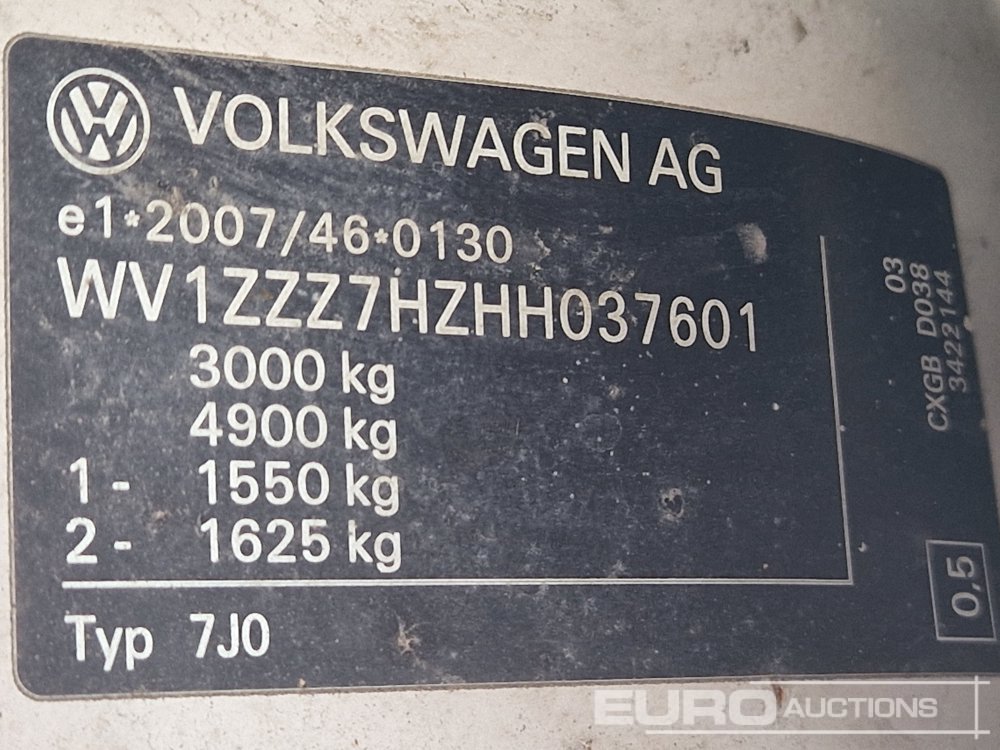 VOLKSWAGEN AG
e1*2007/46*0130
WV1ZZZ7HZHH037601
3000 kg
4900 kg
1 - 1550 kg
2 - 1625 kg
Typ 7J0
03
CXGB D038
3422144
0,5
EURO AUCTIONS